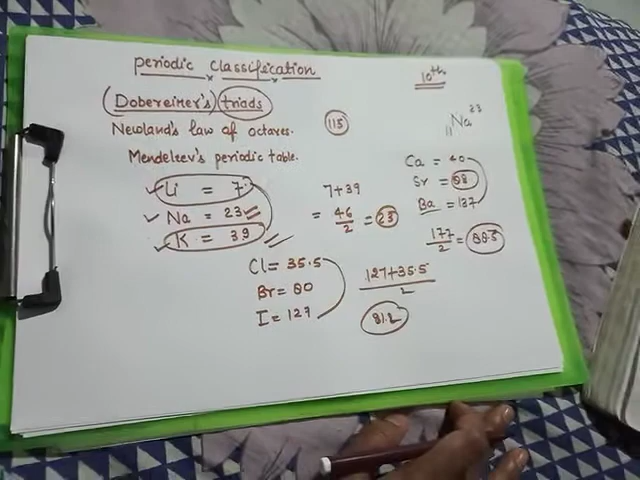 periodic classification
10th
(Dobereiner's) triads
Newland's law of octaves.
115
11Na23
Mendeleev's periodic table.
Li = 7
Na = 23
K = 39
7+39
= 46/2 = 23
Ca = 40
Sr = 88
Ba = 137
177/2 = 88.5
Cl = 35.5
Br = 80
I = 127
127+35.5/2
81.2